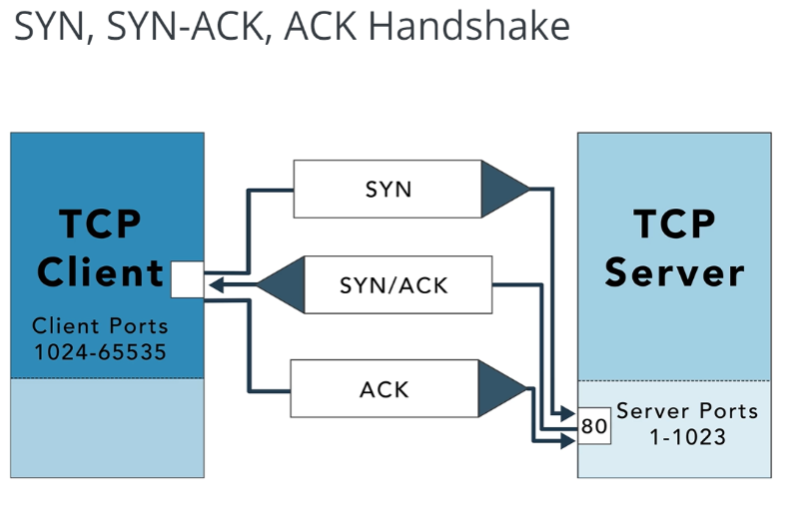 SYN, SYN-ACK, ACK Handshake
TCP
Client
Client Ports
1024-65535
SYN
SYN/ACK
ACK
TCP
Server
80
Server Ports
1-1023